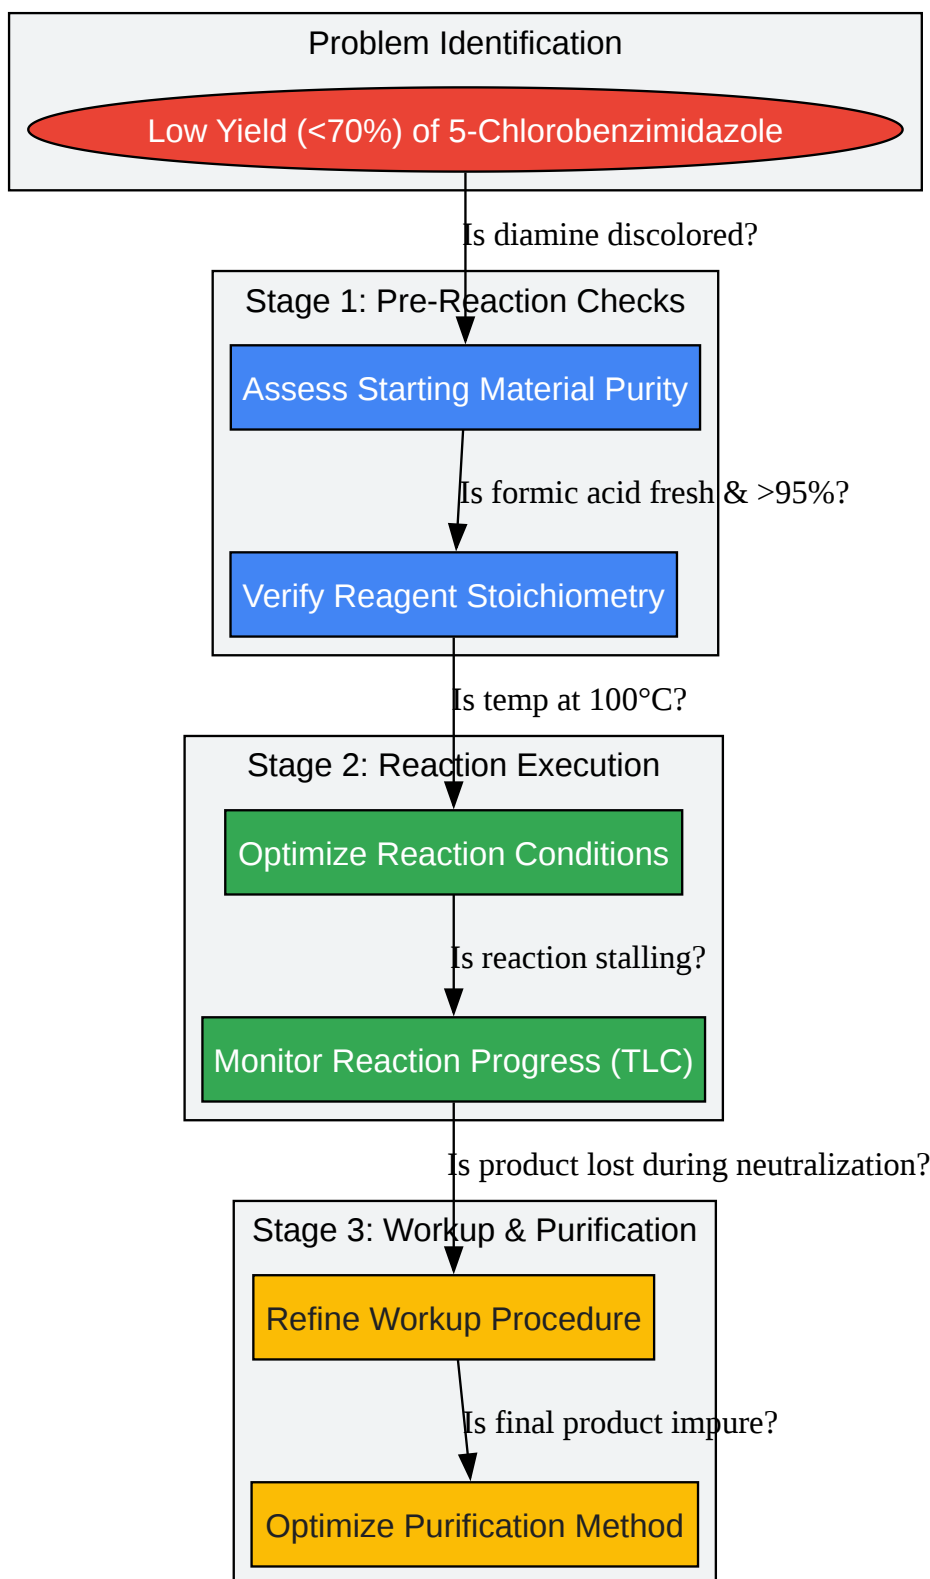 Problem Identification
Low Yield (<70%) of 5-Chlorobenzimidazole
Is diamine discolored?
Stage 1: Pre-Reaction Checks
Assess Starting Material Purity
Is formic acid fresh & >95%?
Verify Reagent Stoichiometry
Is temp at 100°C?
Stage 2: Reaction Execution
Optimize Reaction Conditions
Is reaction stalling?
Monitor Reaction Progress (TLC)
Is product lost during neutralization?
Stage 3: Workup & Purification
Refine Workup Procedure
Is final product impure?
Optimize Purification Method